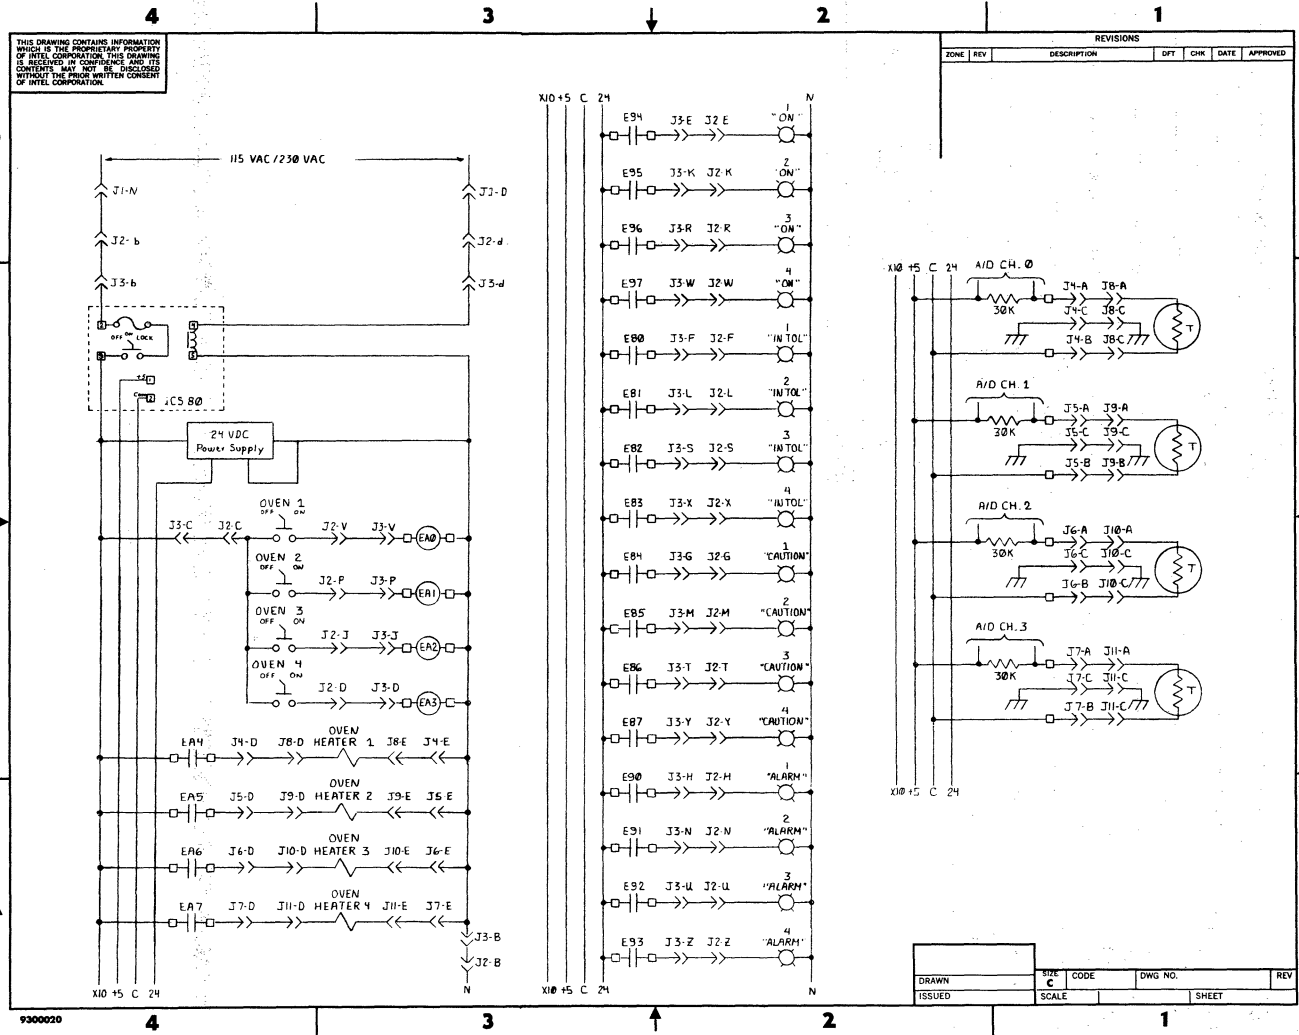 4 3 2 1
THIS DRAWING CONTAINS INFORMATION
WHICH IS THE PROPRIETARY PROPERTY
OF INTEL CORPORATION. THIS DRAWING
IS RECEIVED IN CONFIDENCE AND ITS
CONTENTS MAY NOT BE DISCLOSED
WITHOUT THE PRIOR WRITTEN CONSENT
OF INTEL CORPORATION.
REVISIONS
ZONE REV DESCRIPTION DFT CHK DATE APPROVED
115 VAC/230 VAC
J1-N J1-D
J2-b J2-d
J3-b J3-d
3 4
OFF ON LOCK
5
+5 1
Com 2
iCS 80
24 VDC
Power Supply
OVEN 1
OFF ON
J3-C J2-C J2-V J3-V EA0
OVEN 2
OFF ON
J2-P J3-P EA1
OVEN 3
OFF ON
J2-J J3-J EA2
OVEN 4
OFF ON
J2-D J3-D EA3
OVEN
EA4 J4-D J8-D HEATER 1 J8-E J4-E
OVEN
EA5 J5-D J9-D HEATER 2 J9-E J5-E
OVEN
EA6 J6-D J10-D HEATER 3 J10-E J6-E
OVEN
EA7 J7-D J11-D HEATER 4 J11-E J7-E
J3-B
J2-B
X10 +5 C 24 N
X10 +5 C 24 N
1
E94 J3-E J2-E "ON"
2
E95 J3-K J2-K "ON"
3
E96 J3-R J2-R "ON"
4
E97 J3-W J2-W "ON"
1
E80 J3-F J2-F "IN TOL"
2
E81 J3-L J2-L "IN TOL"
3
E82 J3-S J2-S "IN TOL"
4
E83 J3-X J2-X "IN TOL"
1
E84 J3-G J2-G "CAUTION"
2
E85 J3-M J2-M "CAUTION"
3
E86 J3-T J2-T "CAUTION"
4
E87 J3-Y J2-Y "CAUTION"
1
E90 J3-H J2-H "ALARM"
2
E91 J3-N J2-N "ALARM"
3
E92 J3-U J2-U "ALARM"
4
E93 J3-Z J2-Z "ALARM"
X10 +5 C 24 N
X10 +5 C 24
A/D CH. 0
J4-A J8-A
30K
J4-C J8-C
T
J4-B J8-C
A/D CH. 1
J5-A J9-A
30K
J5-C J9-C
T
J5-B J9-B
A/D CH. 2
J6-A J10-A
30K
J6-C J10-C
T
J6-B J10-C
A/D CH. 3
J7-A J11-A
30K
J7-C J11-C
T
J7-B J11-C
X10 +5 C 24
DRAWN
ISSUED
SIZE
C
CODE DWG NO. REV
SCALE SHEET
9300020
4 3 2 1